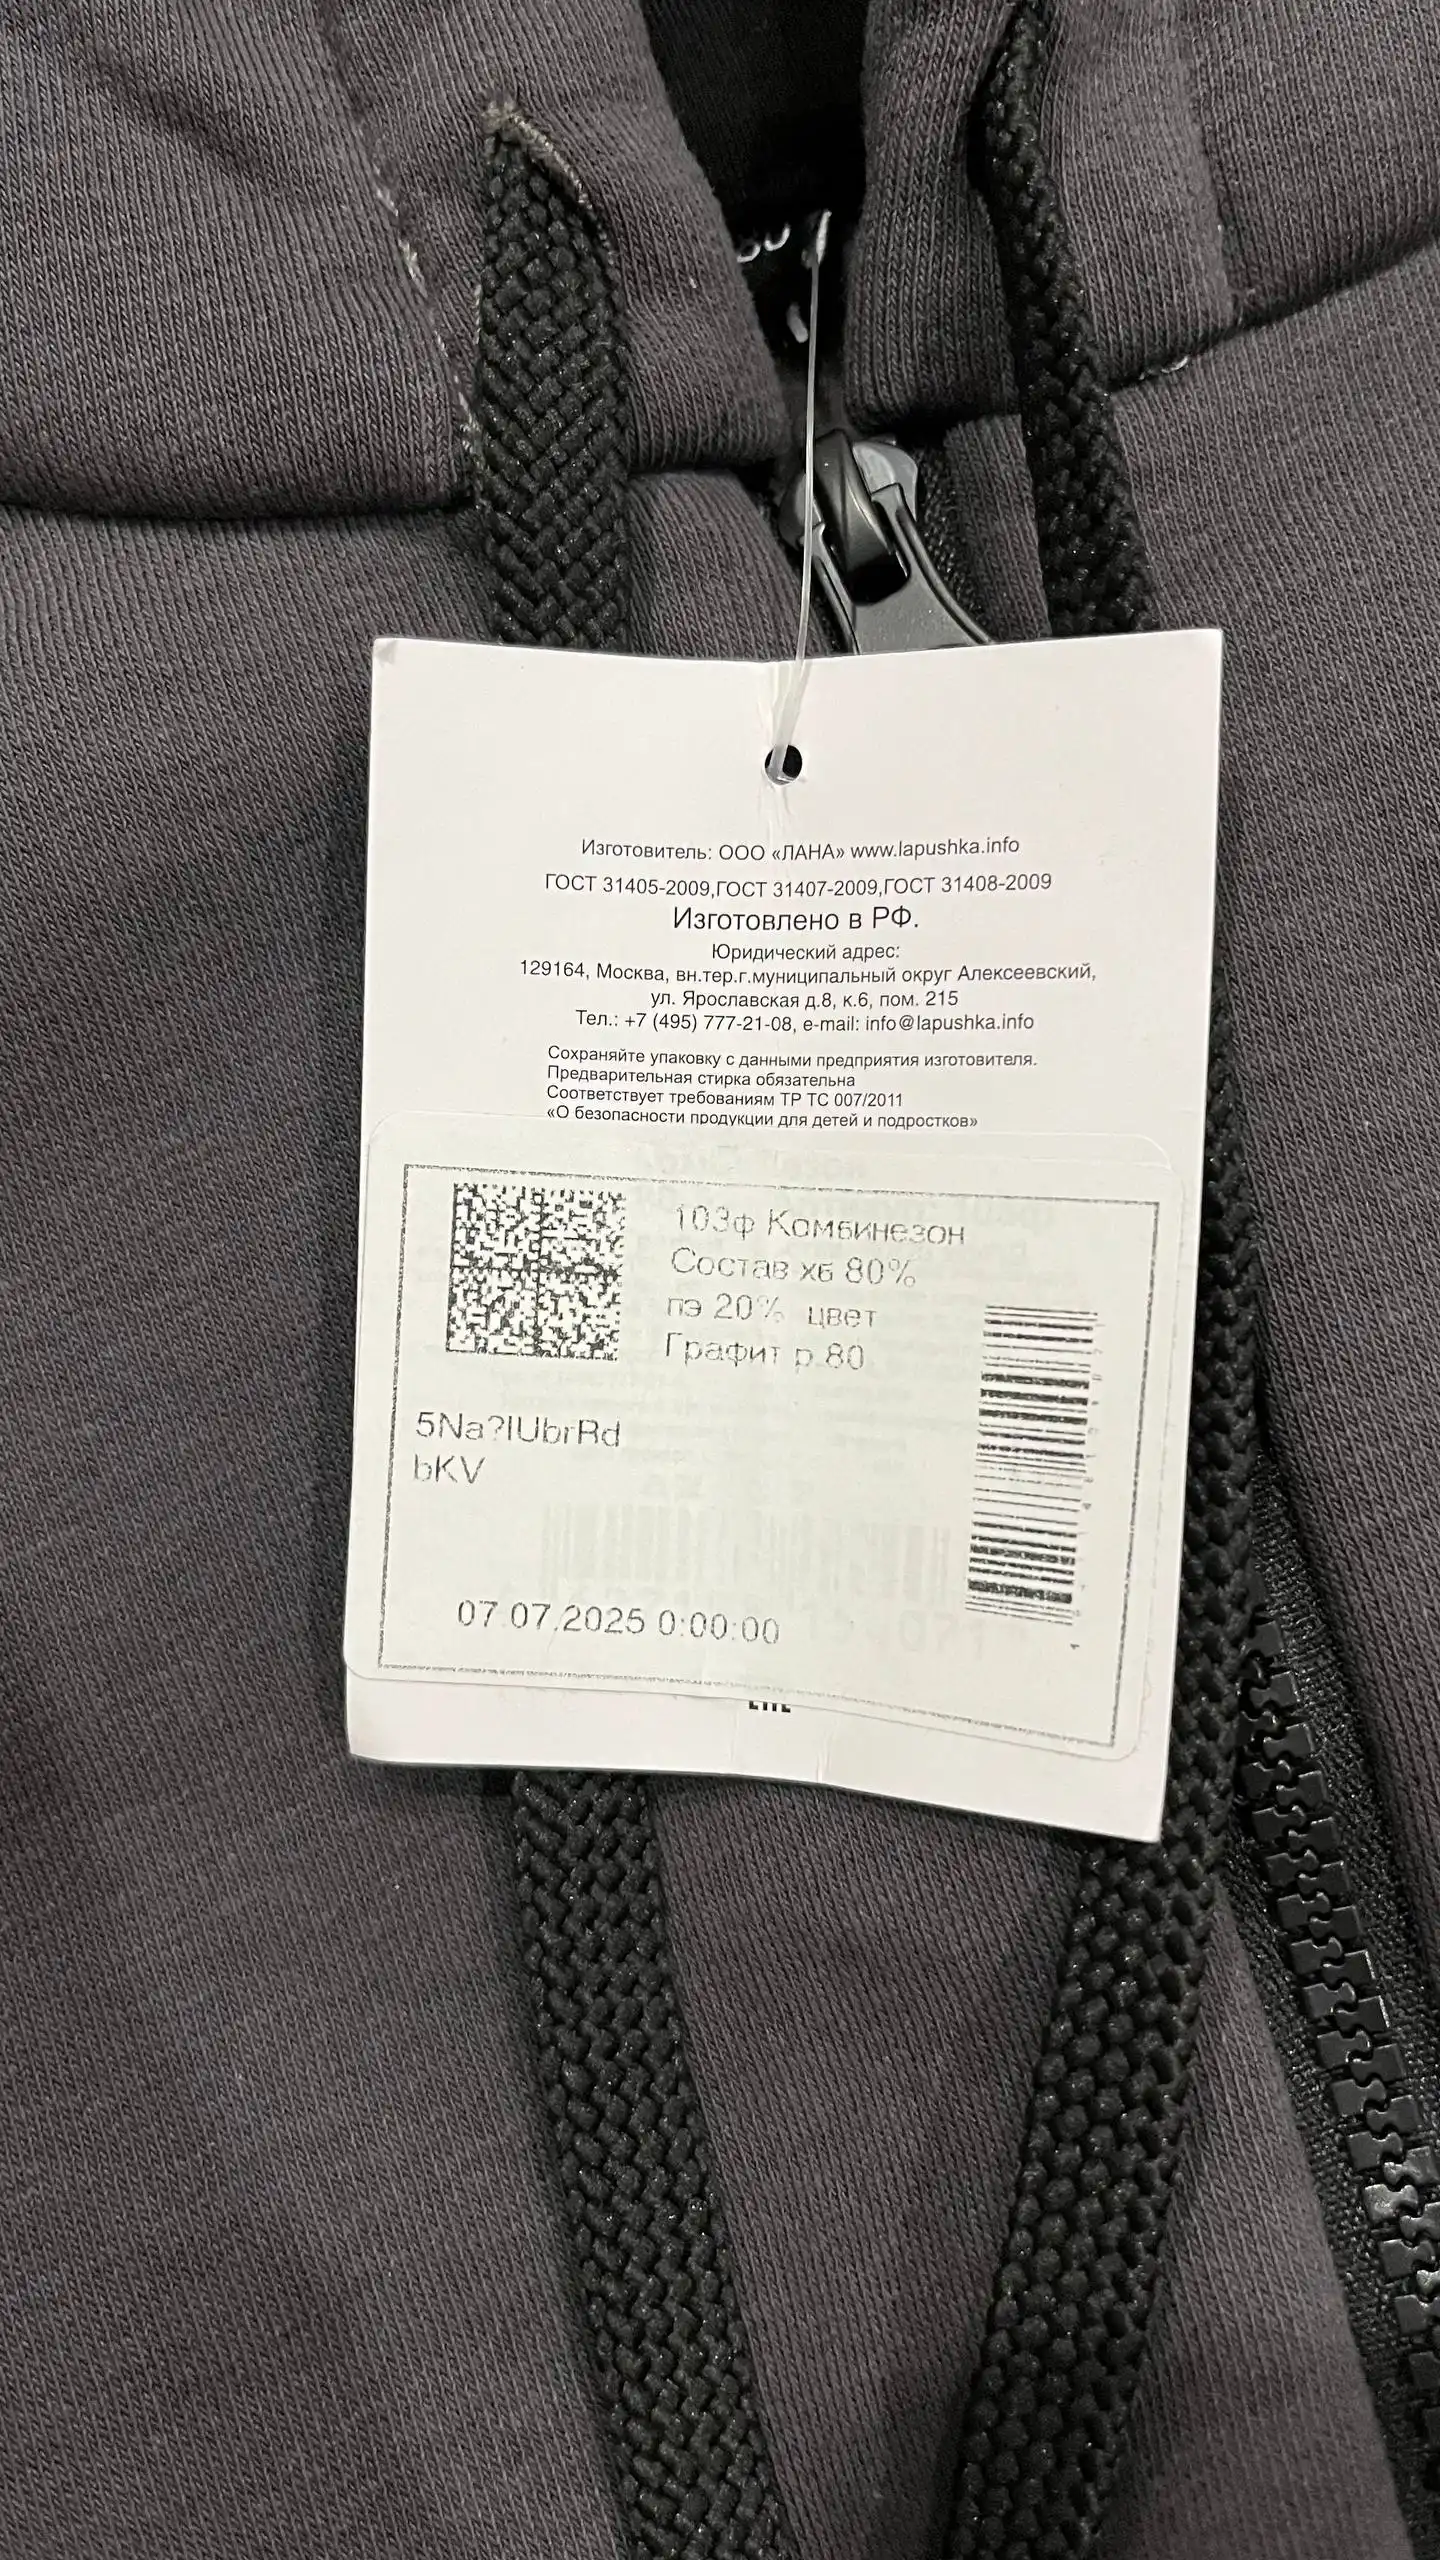 Изготовитель: ООО «ЛАНА» www.lapushka.info
ГОСТ 31405-2009,ГОСТ 31407-2009,ГОСТ 31408-2009
Изготовлено в РФ.
Юридический адрес:
129164, Москва, вн.тер.г.муниципальный округ Алексеевский,
ул. Ярославская д.8, к.6, пом. 215
Тел.: +7 (495) 777-21-08, e-mail: info@lapushka.info
Сохраняйте упаковку с данными предприятия изготовителя.
Предварительная стирка обязательна
Соответствует требованиям ТР ТС 007/2011
«О безопасности продукции для детей и подростков»
103ф Комбинезон
Состав хб 80%
пэ 20% цвет
Графит р.80
5Na?IUbrRd
bKV
07.07.2025 0:00:00